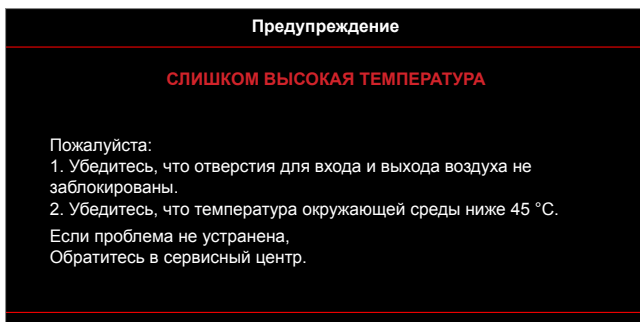 Предупреждение
СЛИШКОМ ВЫСОКАЯ ТЕМПЕРАТУРА
Пожалуйста:
1. Убедитесь, что отверстия для входа и выхода воздуха не
заблокированы.
2. Убедитесь, что температура окружающей среды ниже 45 °C.
Если проблема не устранена,
Обратитесь в сервисный центр.